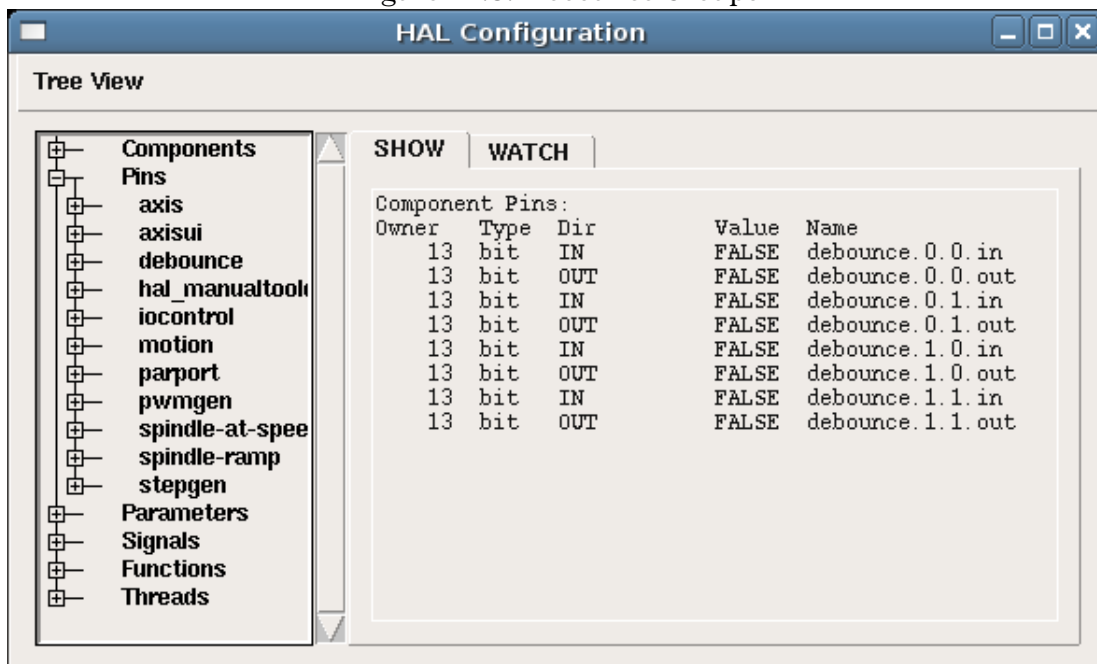 HAL Configuration
Tree View
Components
Pins
axis
axisui
debounce
hal_manualtool
iocontrol
motion
parport
pwmgen
spindle-at-spee
spindle-ramp
stepgen
Parameters
Signals
Functions
Threads
SHOW WATCH
Component Pins:
Owner Type Dir Value Name
13 bit IN FALSE debounce.0.0.in
13 bit OUT FALSE debounce.0.0.out
13 bit IN FALSE debounce.0.1.in
13 bit OUT FALSE debounce.0.1.out
13 bit IN FALSE debounce.1.0.in
13 bit OUT FALSE debounce.1.0.out
13 bit IN FALSE debounce.1.1.in
13 bit OUT FALSE debounce.1.1.out